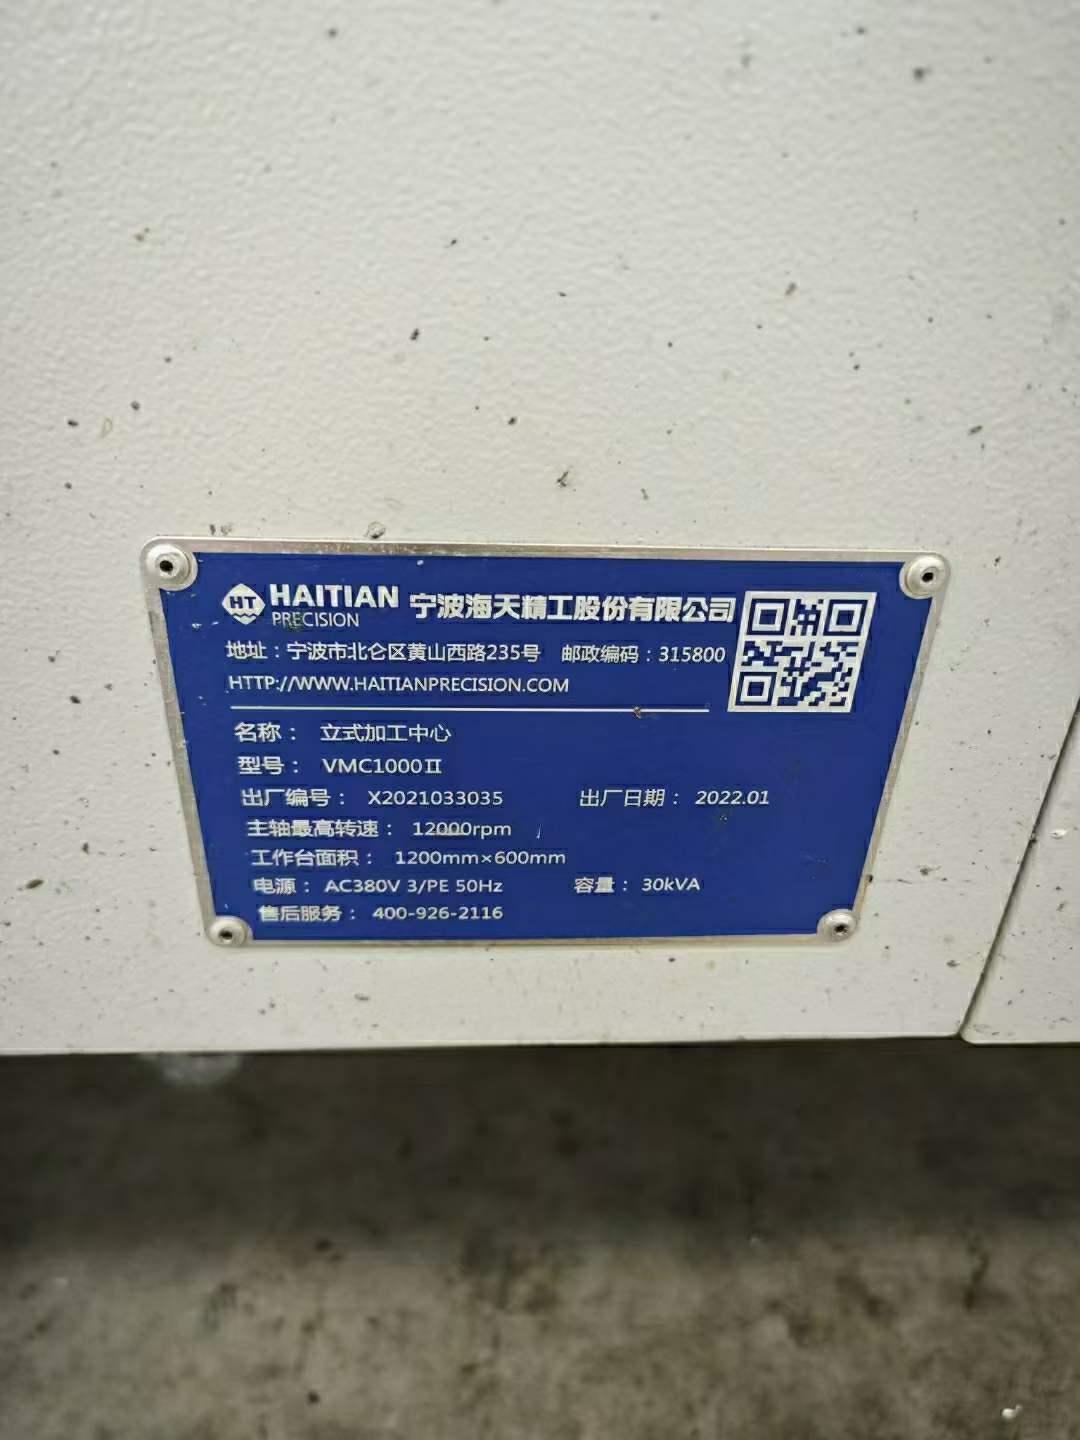 HT HAITIAN PRECISION 宁波海天精工股份有限公司
地址：宁波市北仑区黄山西路235号 邮政编码：315800
HTTP://WWW.HAITIANPRECISION.COM
名称： 立式加工中心
型号： VMC1000Ⅱ
出厂编号： X2021033035 出厂日期： 2022.01
主轴最高转速： 12000rpm
工作台面积： 1200mm×600mm
电源： AC380V 3/PE 50Hz 容量： 30kVA
售后服务： 400-926-2116